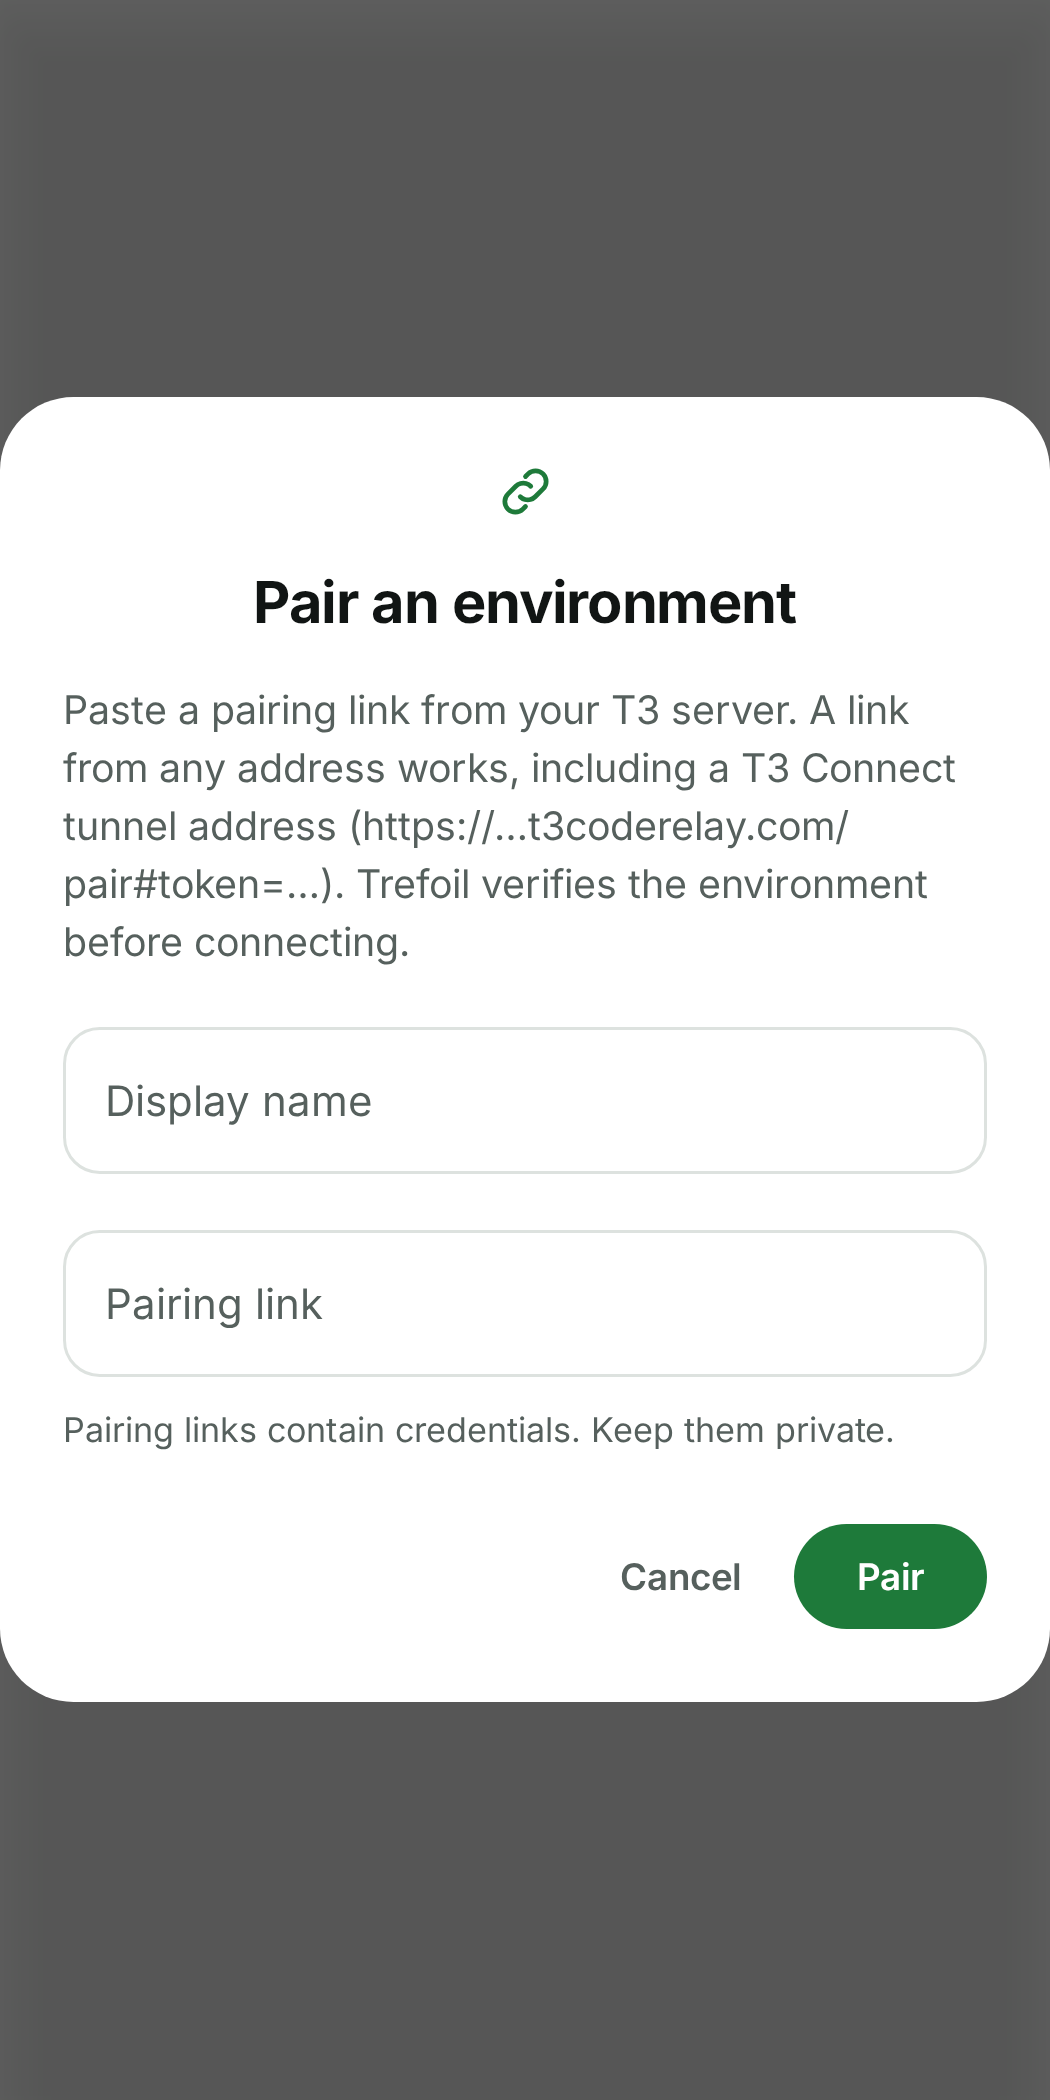 Pair an environment
Paste a pairing link from your T3 server. A link
from any address works, including a T3 Connect
tunnel address (https://...t3coderelay.com/
pair#token=...). Trefoil verifies the environment
before connecting.
Display name
Pairing link
Pairing links contain credentials. Keep them private.
Cancel
Pair